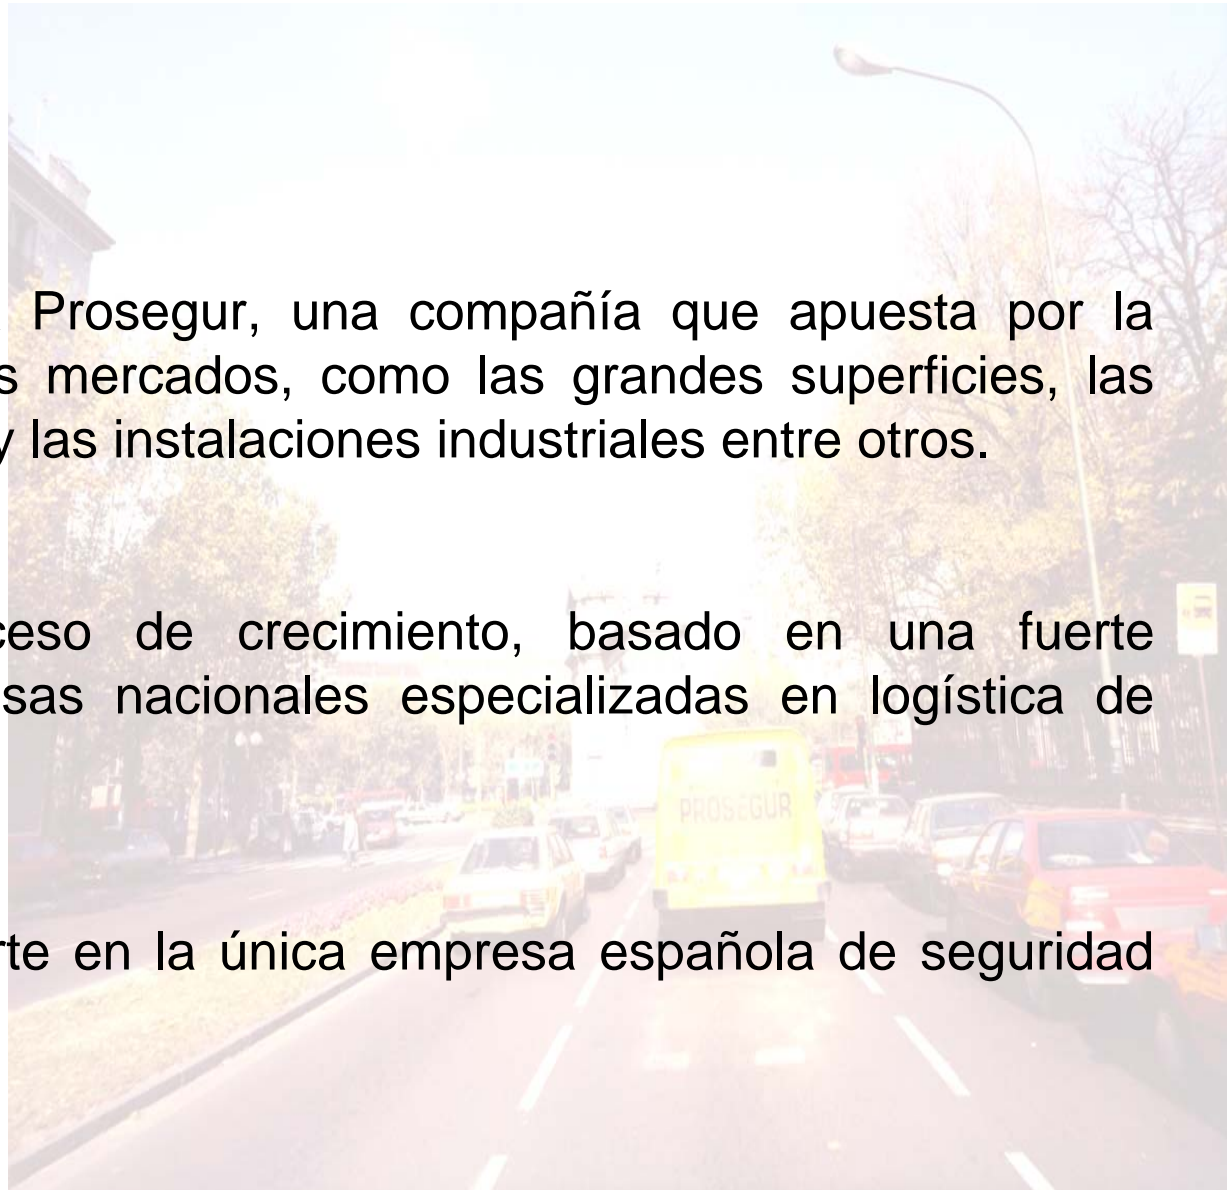 Prosegur, una compañía que apuesta por la
s mercados, como las grandes superficies, las
y las instalaciones industriales entre otros.
ceso de crecimiento, basado en una fuerte
sas nacionales especializadas en logística de
PROSEGUR
rte en la única empresa española de seguridad